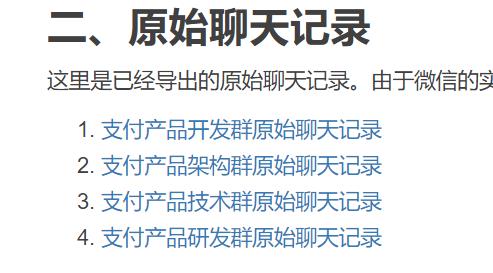 二、原始聊天记录
这里是已经导出的原始聊天记录。由于微信的实
1. 支付产品开发群原始聊天记录
2. 支付产品架构群原始聊天记录
3. 支付产品技术群原始聊天记录
4. 支付产品研发群原始聊天记录